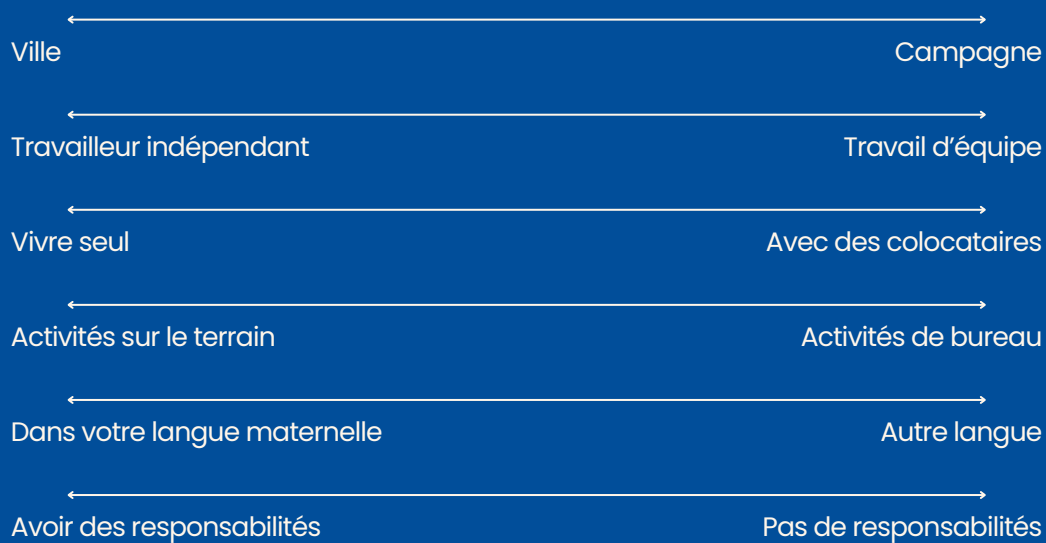 Ville Campagne
Travailleur indépendant Travail d’équipe
Vivre seul Avec des colocataires
Activités sur le terrain Activités de bureau
Dans votre langue maternelle Autre langue
Avoir des responsabilités Pas de responsabilités